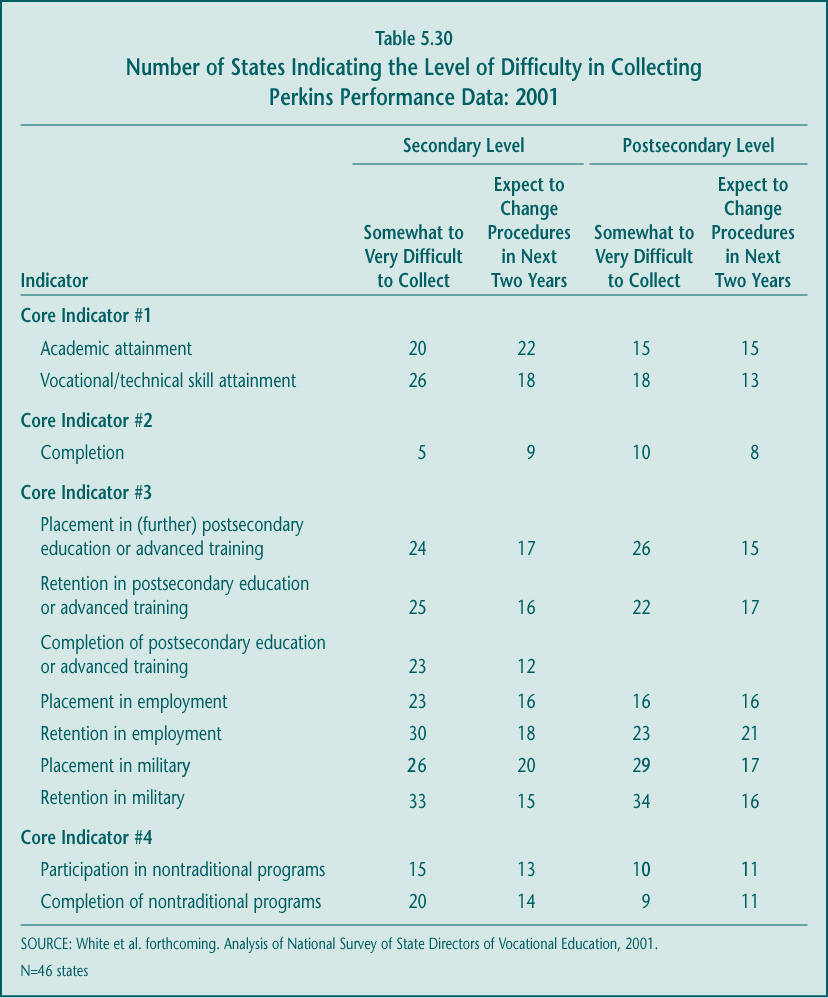 Table 5.30
Number of States Indicating the Level of Difficulty in Collecting
Perkins Performance Data: 2001
Secondary Level Postsecondary Level
Expect to Expect to
Change Change
Somewhat to Procedures Somewhat to Procedures
Very Difficult in Next Very Difficult in Next
Indicator to Collect Two Years to Collect Two Years
Core Indicator #1
Academic attainment 20 22 15 15
Vocational/technical skill attainment 26 18 18 13
Core Indicator #2
Completion 5 9 10 8
Core Indicator #3
Placement in (further) postsecondary
education or advanced training 24 17 26 15
Retention in postsecondary education
or advanced training 25 16 22 17
Completion of postsecondary education
or advanced training 23 12
Placement in employment 23 16 16 16
Retention in employment 30 18 23 21
Placement in military 26 20 29 17
Retention in military 33 15 34 16
Core Indicator #4
Participation in nontraditional programs 15 13 10 11
Completion of nontraditional programs 20 14 9 11
SOURCE: White et al. forthcoming. Analysis of National Survey of State Directors of Vocational Education, 2001.
N=46 states